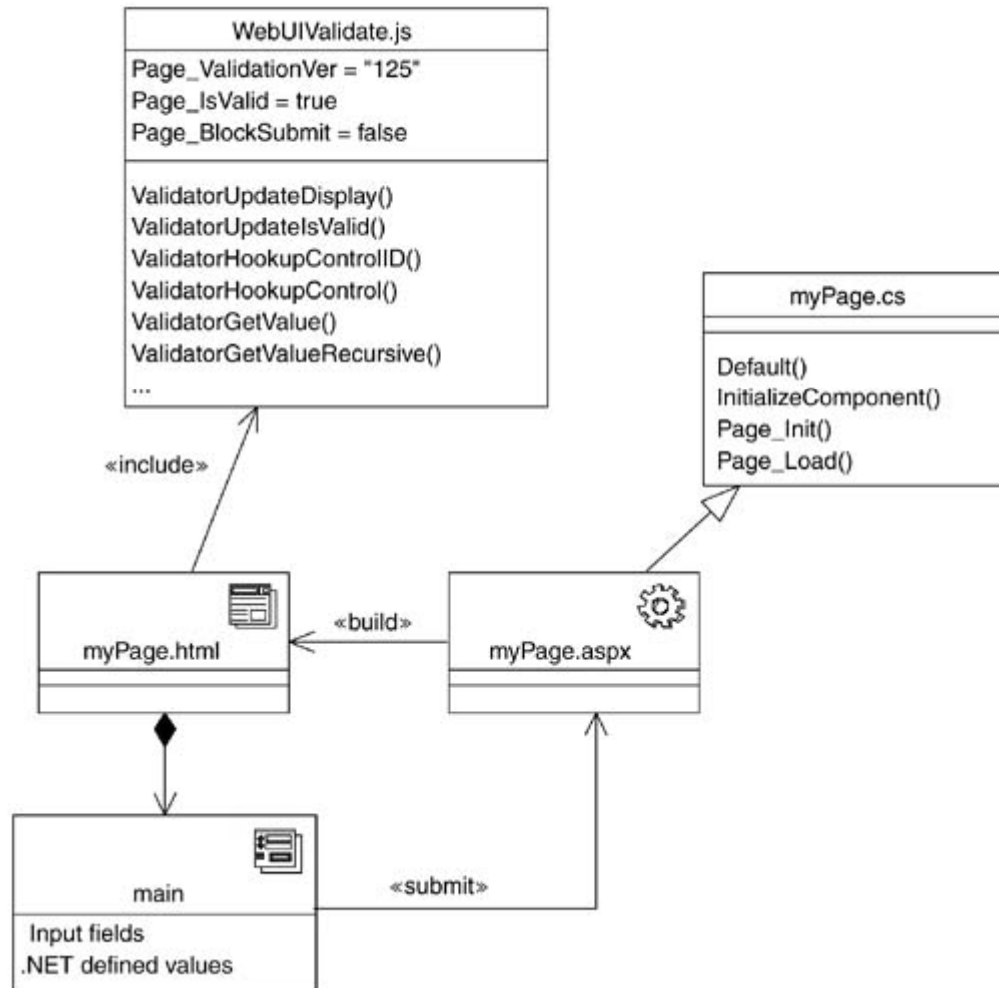 WebUIValidate.js
Page_ValidationVer = "125"
Page_IsValid = true
Page_BlockSubmit = false
ValidatorUpdateDisplay()
ValidatorUpdateIsValid()
ValidatorHookupControlID()
ValidatorHookupControl()
ValidatorGetValue()
ValidatorGetValueRecursive()
...
myPage.cs
Default()
InitializeComponent()
Page_Init()
Page_Load()
«include»
myPage.html
«build»
myPage.aspx
main
Input fields
.NET defined values
«submit»